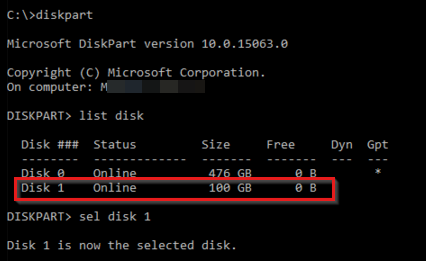 C:\>diskpart
Microsoft DiskPart version 10.0.15063.0
Copyright (C) Microsoft Corporation.
On computer: M
DISKPART> list disk
Disk ### Status Size Free Dyn Gpt
-------- ------------- ------- ------- --- ---
Disk 0 Online 476 GB 0 B *
Disk 1 Online 100 GB 0 B
DISKPART> sel disk 1
Disk 1 is now the selected disk.